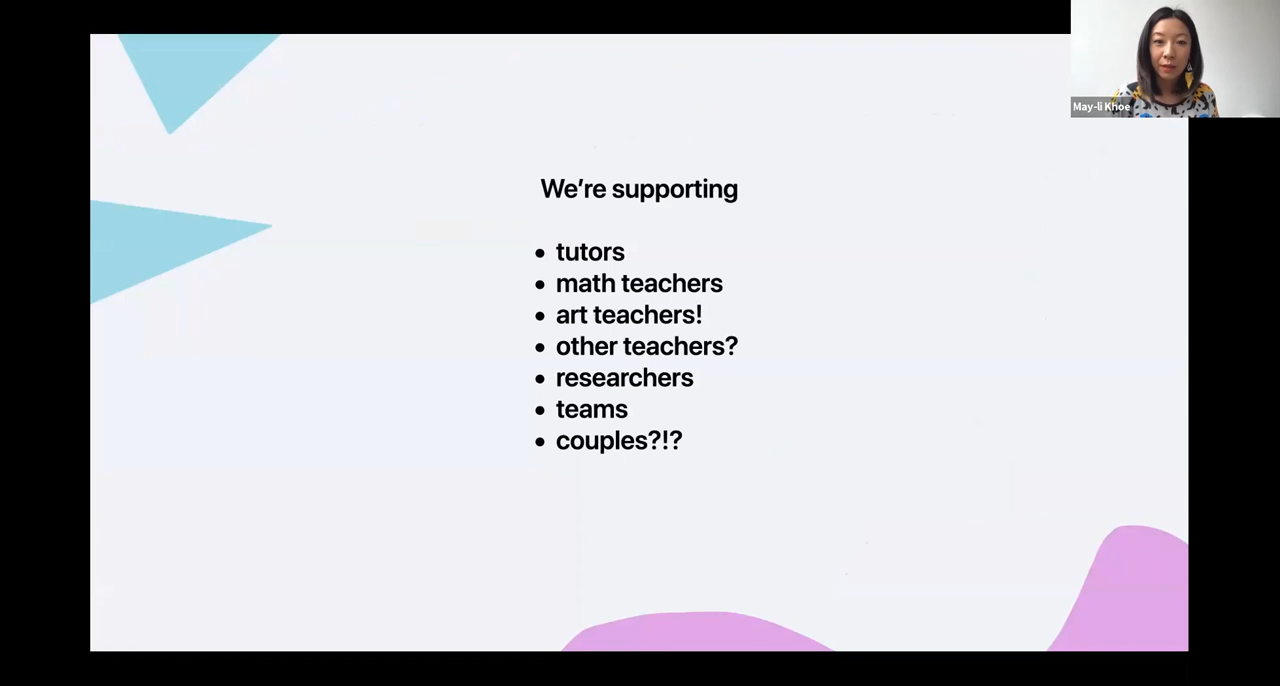 May-li Khoe
We're supporting
• tutors
• math teachers
• art teachers!
• other teachers?
• researchers
• teams
• couples?!?